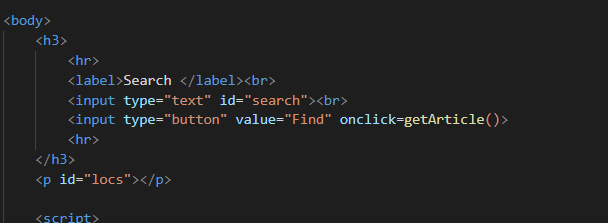 <body>
<h3>
<hr>
<label>Search </label><br>
<input type="text" id="search"><br>
<input type="button" value="Find" onclick=getArticle()>
<hr>
</h3>
<p id="locs"></p>
<script>